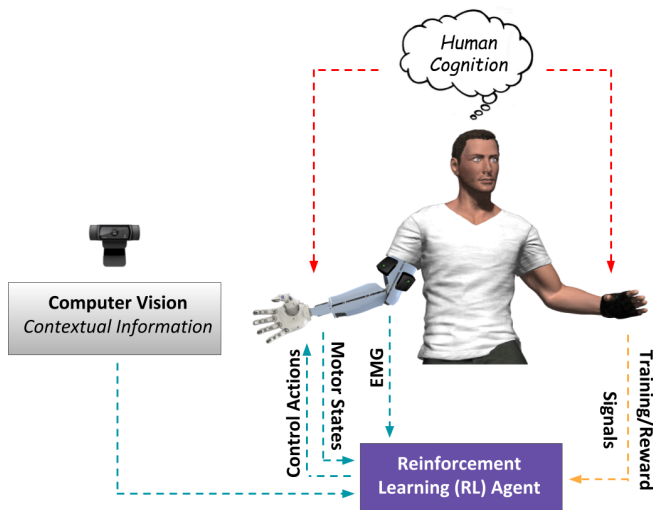 Human
Cognition
Computer Vision
Contextual Information
Control Actions
Motor States
EMG
Training/Reward
Signals
Reinforcement
Learning (RL) Agent